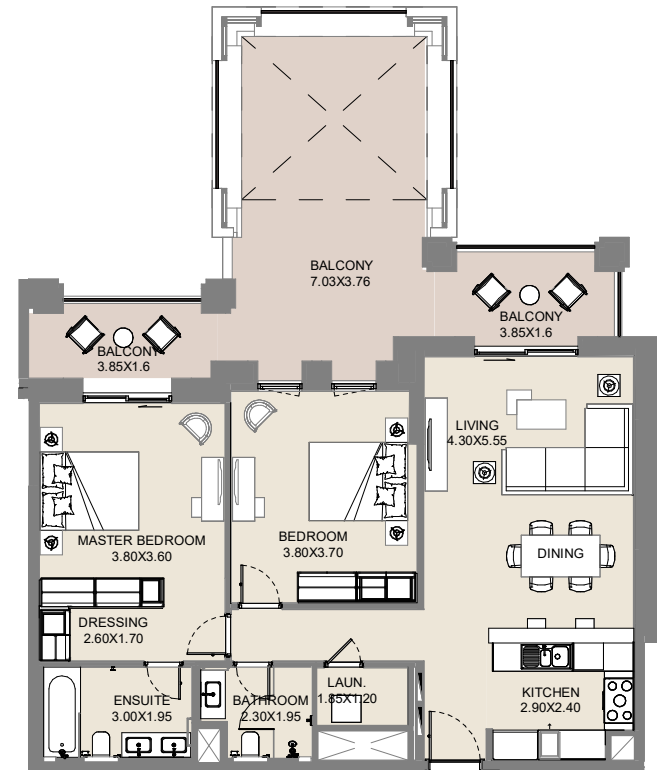 BALCONY
7.03X3.76
BALCONY
3.85X1.6
BALCONY
3.85X1.6
LIVING
4.30X5.55
MASTER BEDROOM
3.80X3.60
BEDROOM
3.80X3.70
DINING
DRESSING
2.60X1.70
ENSUITE
3.00X1.95
BATHROOM
2.30X1.95
LAUN.
1.85X1.20
KITCHEN
2.90X2.40